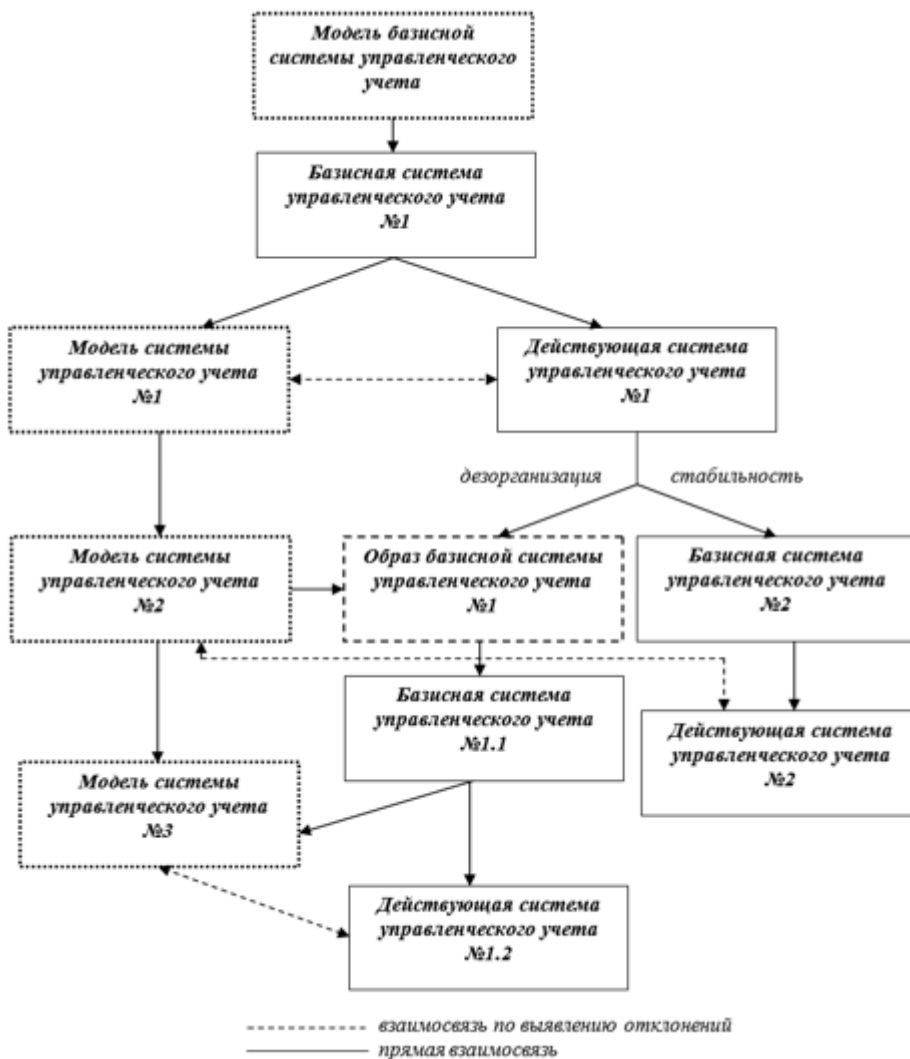 Модель базисной
системы управленческого
учета
Базисная система
управленческого учета
№1
Модель системы
управленческого учета
№1
Действующая система
управленческого учета
№1
дезорганизация
стабильность
Модель системы
управленческого учета
№2
Образ базисной системы
управленческого учета
№1
Базисная система
управленческого учета
№2
Базисная система
управленческого учета
№1.1
Действующая система
управленческого учета
№2
Модель системы
управленческого учета
№3
Действующая система
управленческого учета
№1.2
взаимосвязь по выявлению отклонений
прямая взаимосвязь